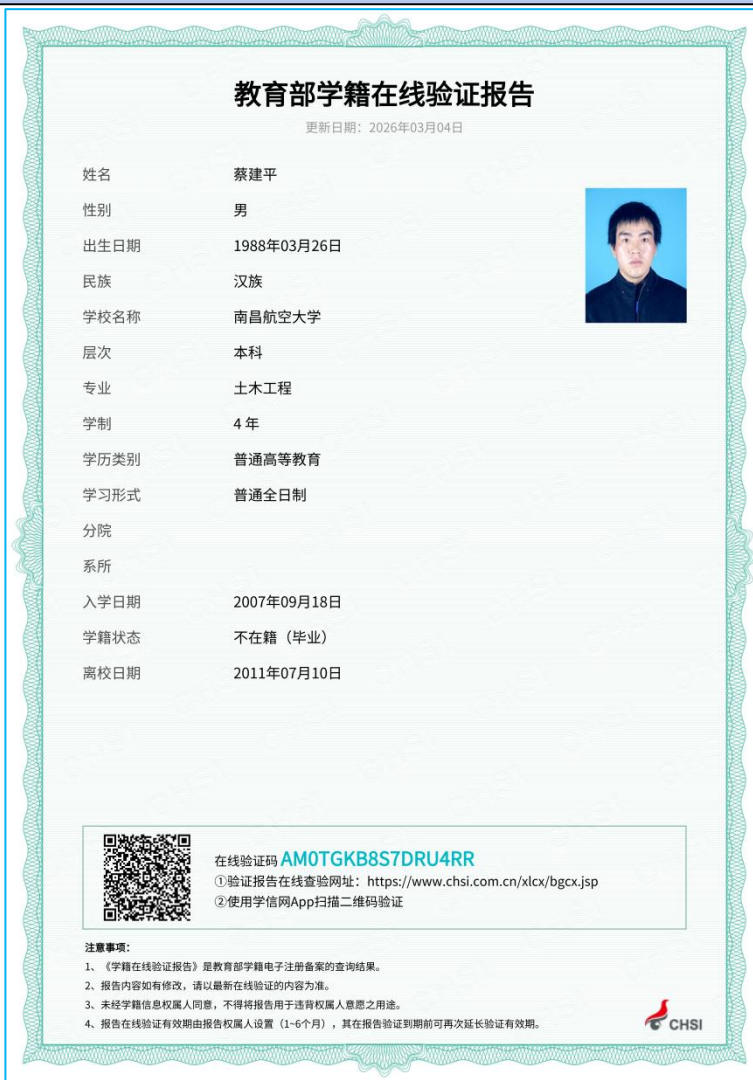 教育部学籍在线验证报告
更新日期：2026年03月04日
姓名 蔡建平
性别 男
出生日期 1988年03月26日
民族 汉族
学校名称 南昌航空大学
层次 本科
专业 土木工程
学制 4 年
学历类别 普通高等教育
学习形式 普通全日制
分院
系所
入学日期 2007年09月18日
学籍状态 不在籍（毕业）
离校日期 2011年07月10日
在线验证码 AM0TGKB8S7DRU4RR
①验证报告在线查验网址：https://www.chsi.com.cn/xlcx/bgcx.jsp
②使用学信网App扫描二维码验证
注意事项：
1、《学籍在线验证报告》是教育部学籍电子注册备案的查询结果。
2、报告内容如有修改，请以最新在线验证的内容为准。
3、未经学籍信息权属人同意，不得将报告用于违背权属人意愿之用途。
4、报告在线验证有效期由报告权属人设置（1~6个月），其在报告验证到期前可再次延长验证有效期。
CHSI